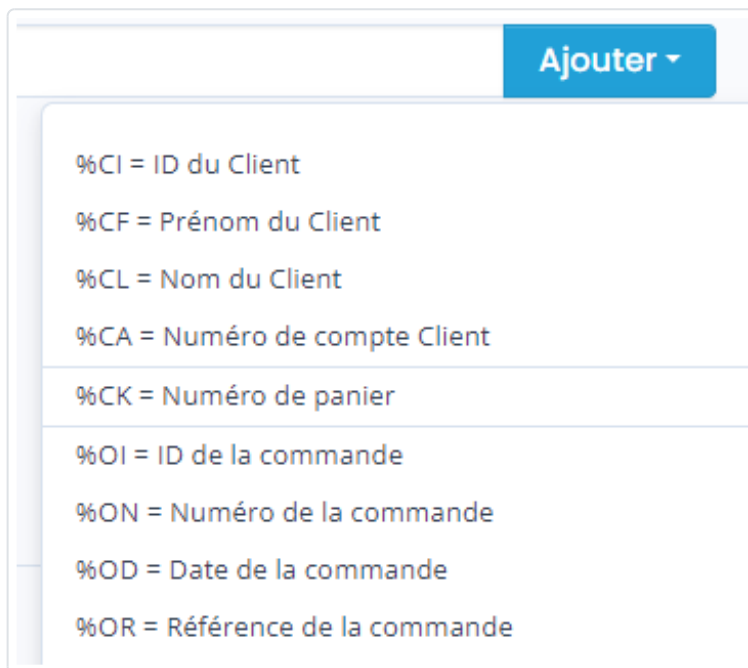 Ajouter
%CI = ID du Client
%CF = Prénom du Client
%CL = Nom du Client
%CA = Numéro de compte Client
%CK = Numéro de panier
%OI = ID de la commande
%ON = Numéro de la commande
%OD = Date de la commande
%OR = Référence de la commande